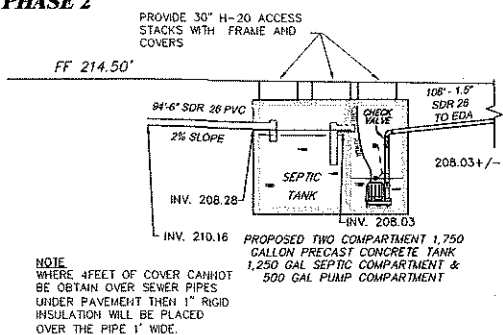 PHASE 2
PROVIDE 30" H-20 ACCESS
STACKS WITH FRAME AND
COVERS
FF 214.50'
94'-6" SDR 26 PVC
2% SLOPE
CHECK
VALVE
108'- 1.5"
SDR 26
TO EDA
208.03+/-
SEPTIC
TANK
INV. 208.28
INV. 208.03
INV. 210.16
PROPOSED TWO COMPARTMENT 1,750
GALLON PRECAST CONCRETE TANK
1,250 GAL SEPTIC COMPARTMENT &
500 GAL PUMP COMPARTMENT
NOTE
WHERE 4FEET OF COVER CANNOT
BE OBTAIN OVER SEWER PIPES
UNDER PAVEMENT THEN 1" RIGID
INSULATION WILL BE PLACED
OVER THE PIPE 1' WIDE.